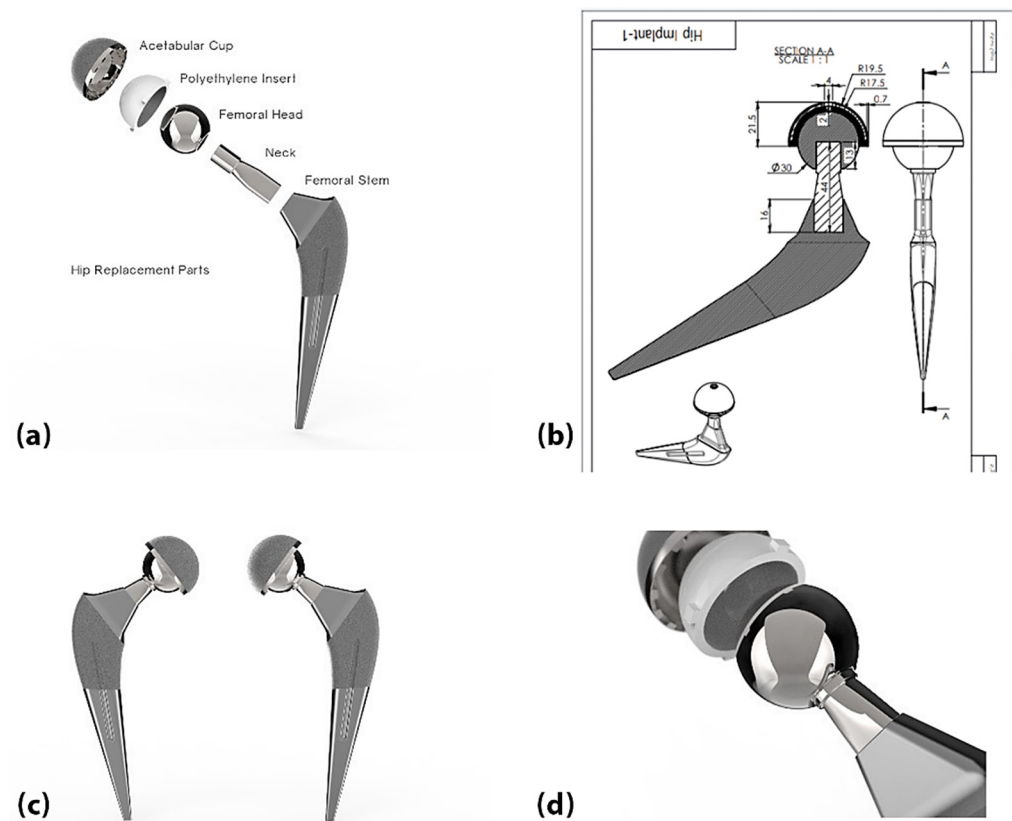 Acetabular Cup
Polyethylene Insert
Femoral Head
Neck
Femoral Stem
Hip Replacement Parts
(a)
Hip Implant-1
SECTION A-A
SCALE 1 : 1
4
R19.5
R17.5
0.7
21.5
Ø30
13
44
16
A
A
(b)
(c)
(d)